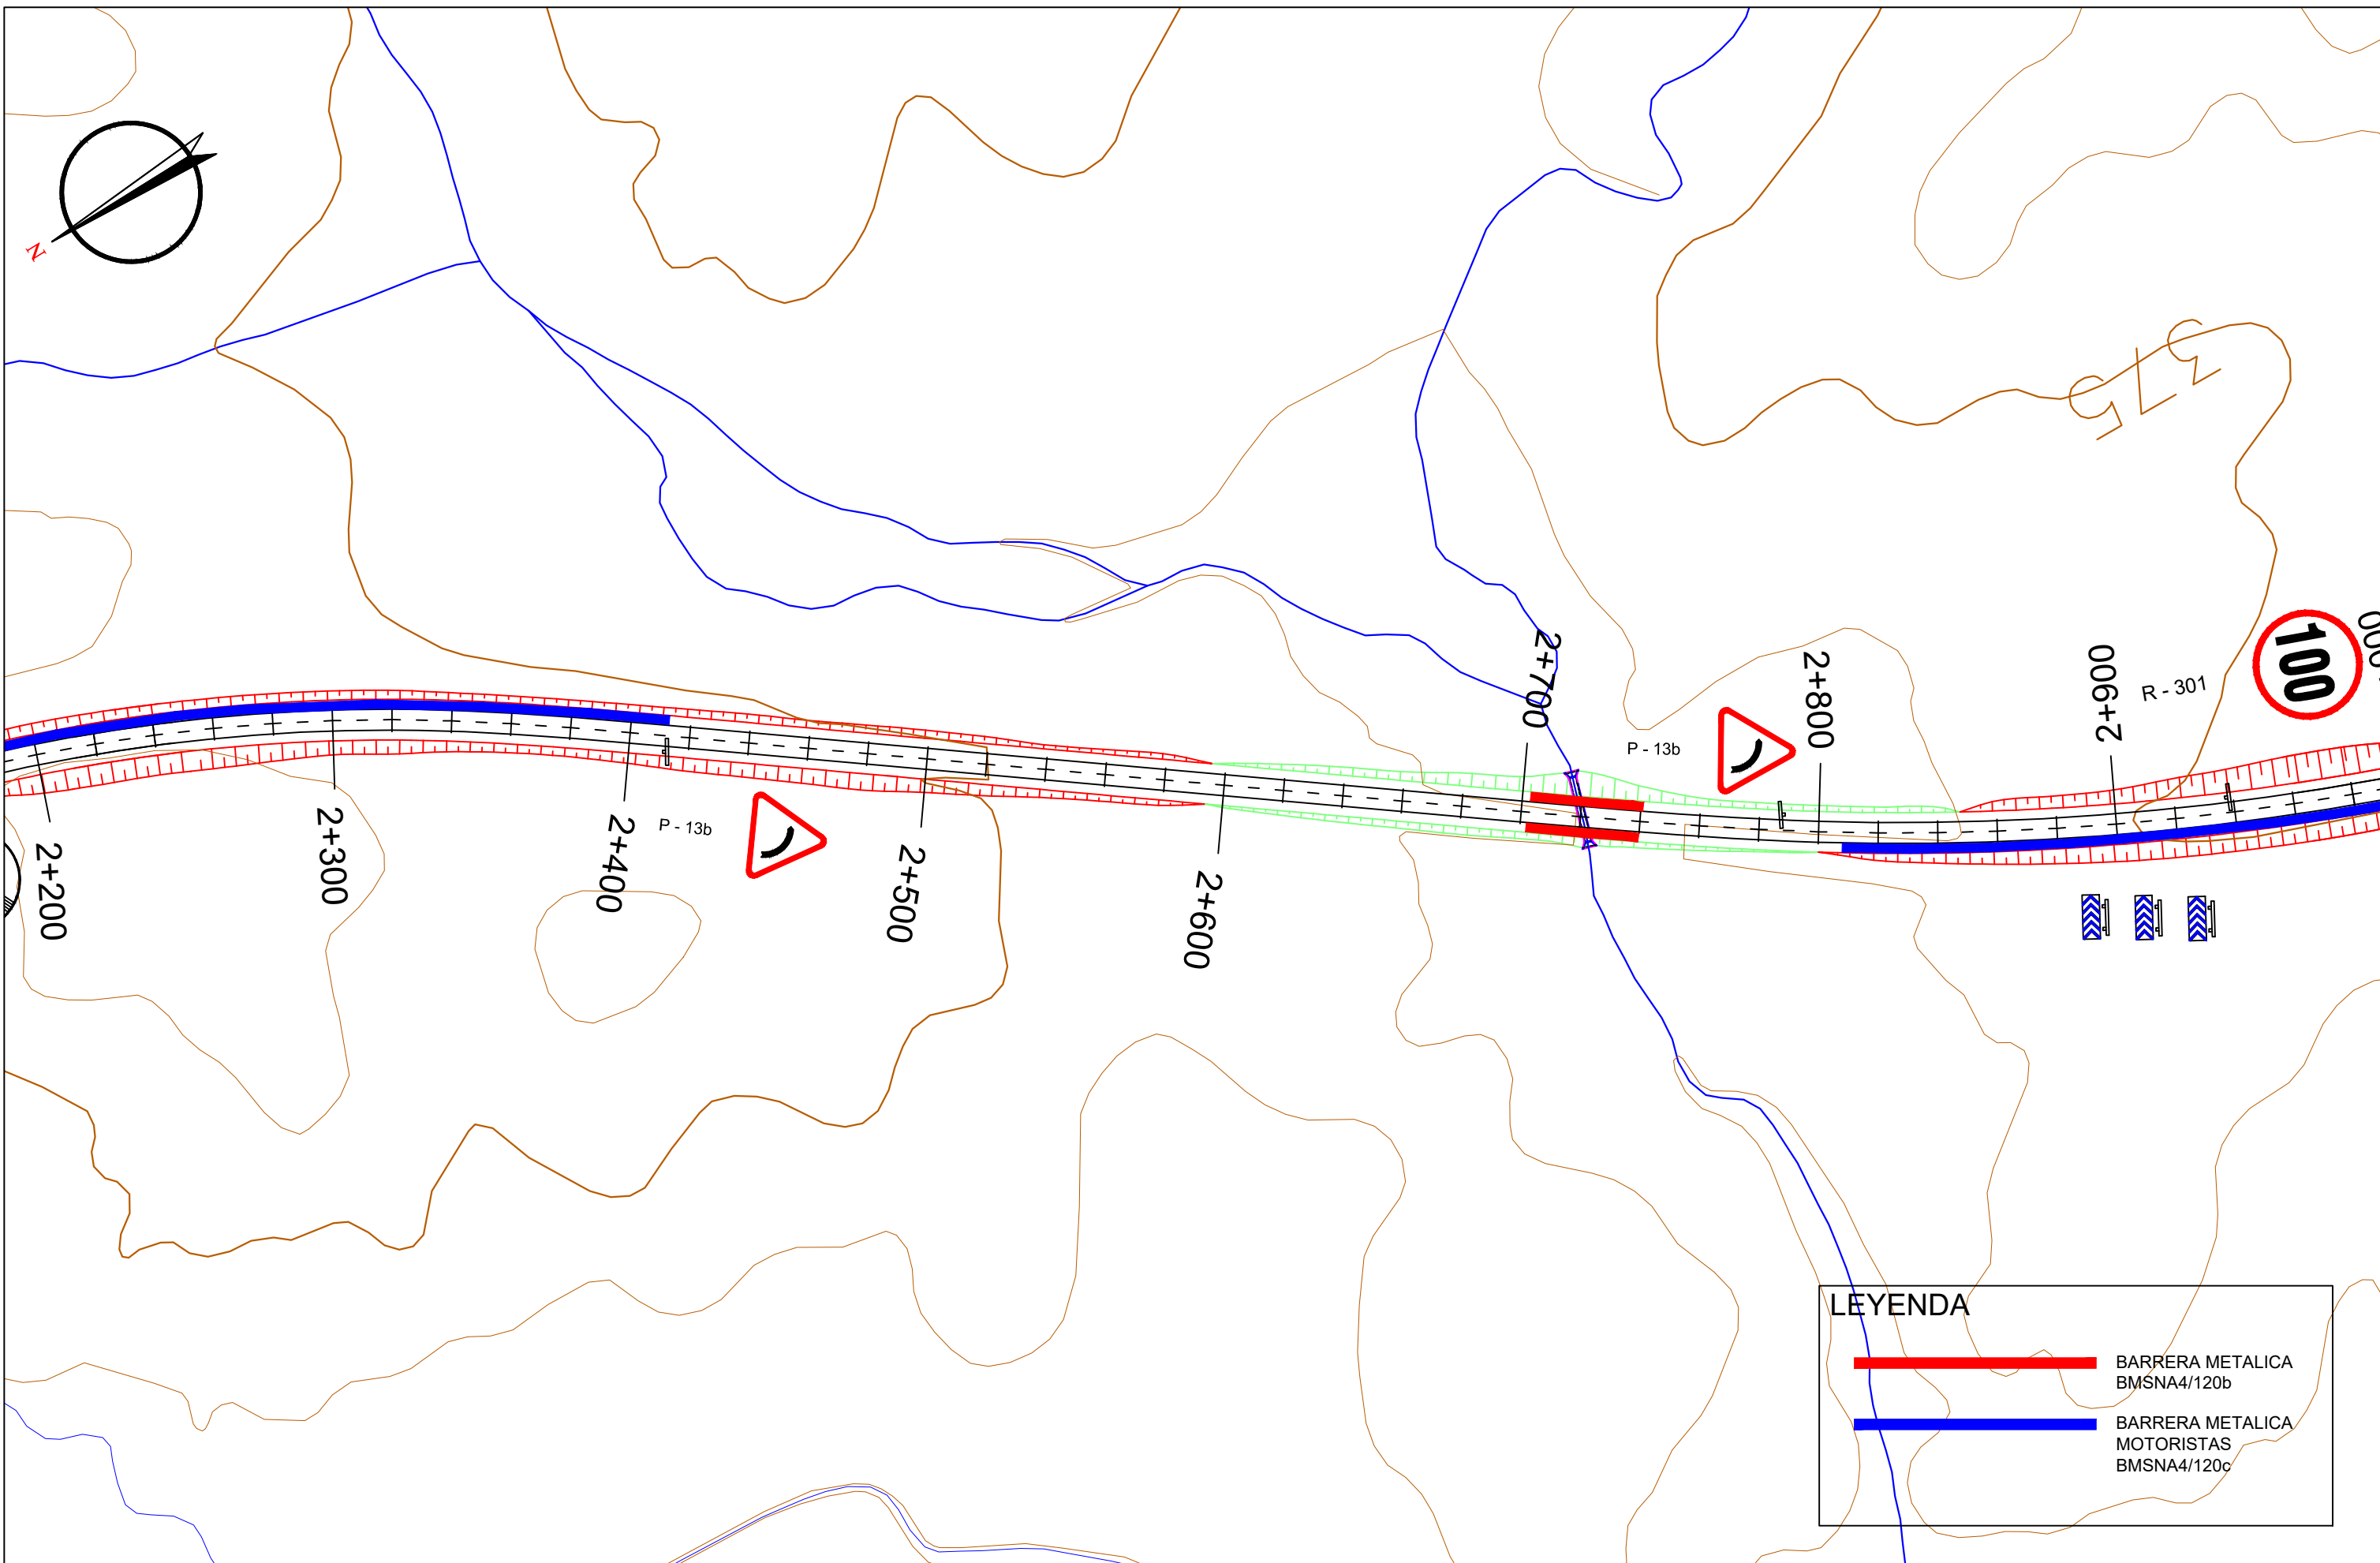 N
375
2+200
2+300
2+400
P - 13b
2+500
2+600
2+700
P - 13b
2+800
2+900
R - 301
100
LEYENDA
BARRERA METALICA
BMSNA4/120b
BARRERA METALICA
MOTORISTAS
BMSNA4/120c